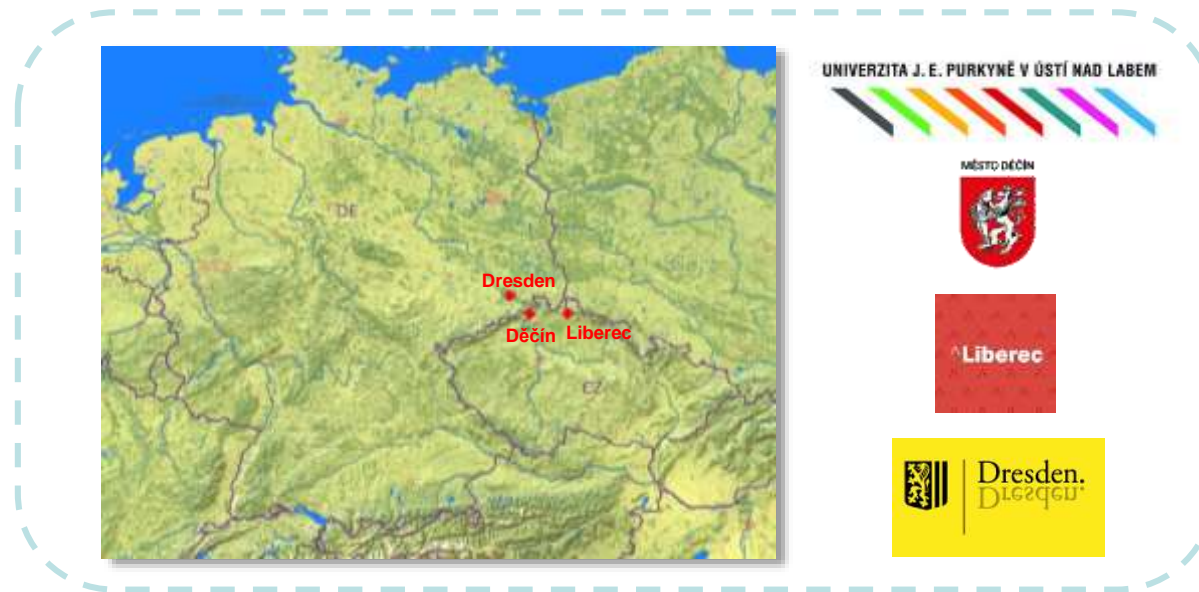 DE
Dresden
Děčín
Liberec
CZ
UNIVERZITA J. E. PURKYNĚ V ÚSTÍ NAD LABEM
MĚSTO DĚČÍN
^Liberec
Dresden.
Dresden.